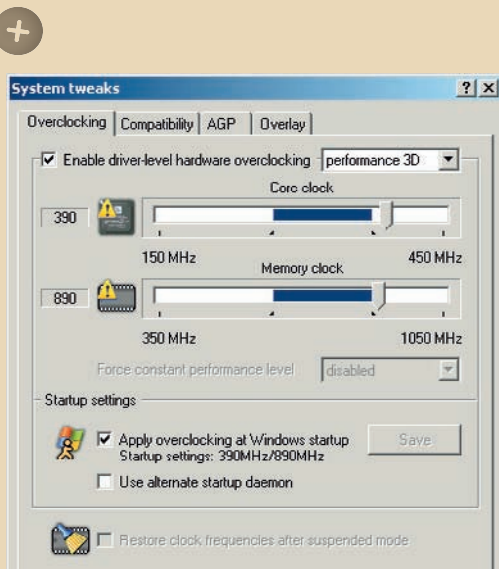 System tweaks
Overclocking Compatibility AGP Overlay
Enable driver-level hardware overclocking performance 3D
Core clock
390
150 MHz 450 MHz
Memory clock
890
350 MHz 1050 MHz
Force constant performance level disabled
Startup settings
Apply overclocking at Windows startup Save
Startup settings: 390MHz/890MHz
Use alternate startup daemon
Restore clock frequencies after suspended mode